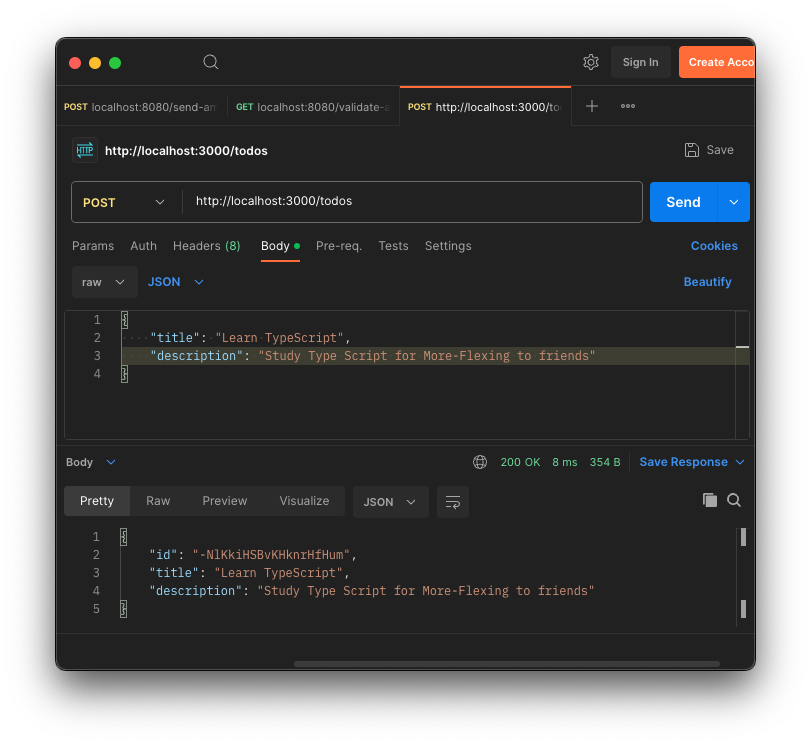 Sign In
Create Acco
POST localhost:8080/send-am
GET localhost:8080/validate-a
POST http://localhost:3000/to
HTTP http://localhost:3000/todos
Save
POST
http://localhost:3000/todos
Send
Params Auth Headers (8) Body Pre-req. Tests Settings Cookies
raw JSON Beautify
1 {
2 "title": "Learn TypeScript",
3 "description": "Study Type Script for More-Flexing to friends"
4 }
Body 200 OK 8 ms 354 B Save Response
Pretty Raw Preview Visualize JSON
1 {
2 "id": "-NlKkiHSBvKHknrHfHum",
3 "title": "Learn TypeScript",
4 "description": "Study Type Script for More-Flexing to friends"
5 }